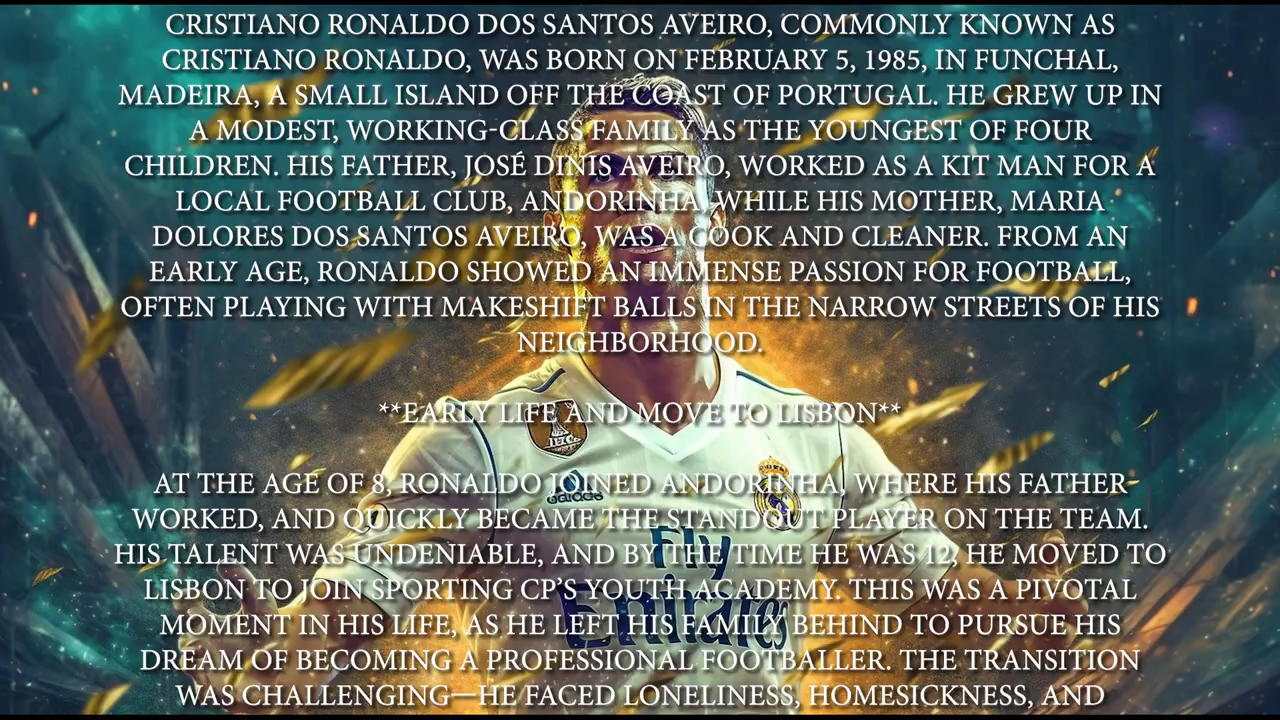 CRISTIANO RONALDO DOS SANTOS AVEIRO, COMMONLY KNOWN AS
CRISTIANO RONALDO, WAS BORN ON FEBRUARY 5, 1985, IN FUNCHAL,
MADEIRA, A SMALL ISLAND OFF THE COAST OF PORTUGAL. HE GREW UP IN
A MODEST, WORKING-CLASS FAMILY AS THE YOUNGEST OF FOUR
CHILDREN. HIS FATHER, JOSÉ DINIS AVEIRO, WORKED AS A KIT MAN FOR A
LOCAL FOOTBALL CLUB, ANDORINHA, WHILE HIS MOTHER, MARIA
DOLORES DOS SANTOS AVEIRO, WAS A COOK AND CLEANER. FROM AN
EARLY AGE, RONALDO SHOWED AN IMMENSE PASSION FOR FOOTBALL,
OFTEN PLAYING WITH MAKESHIFT BALLS IN THE NARROW STREETS OF HIS
NEIGHBORHOOD.
**EARLY LIFE AND MOVE TO LISBON**
AT THE AGE OF 8, RONALDO JOINED ANDORINHA, WHERE HIS FATHER
WORKED, AND QUICKLY BECAME THE STANDOUT PLAYER ON THE TEAM.
HIS TALENT WAS UNDENIABLE, AND BY THE TIME HE WAS 12, HE MOVED TO
LISBON TO JOIN SPORTING CP'S YOUTH ACADEMY. THIS WAS A PIVOTAL
MOMENT IN HIS LIFE, AS HE LEFT HIS FAMILY BEHIND TO PURSUE HIS
DREAM OF BECOMING A PROFESSIONAL FOOTBALLER. THE TRANSITION
WAS CHALLENGING—HE FACED LONELINESS, HOMESICKNESS, AND
adidas
Fly
Emirates